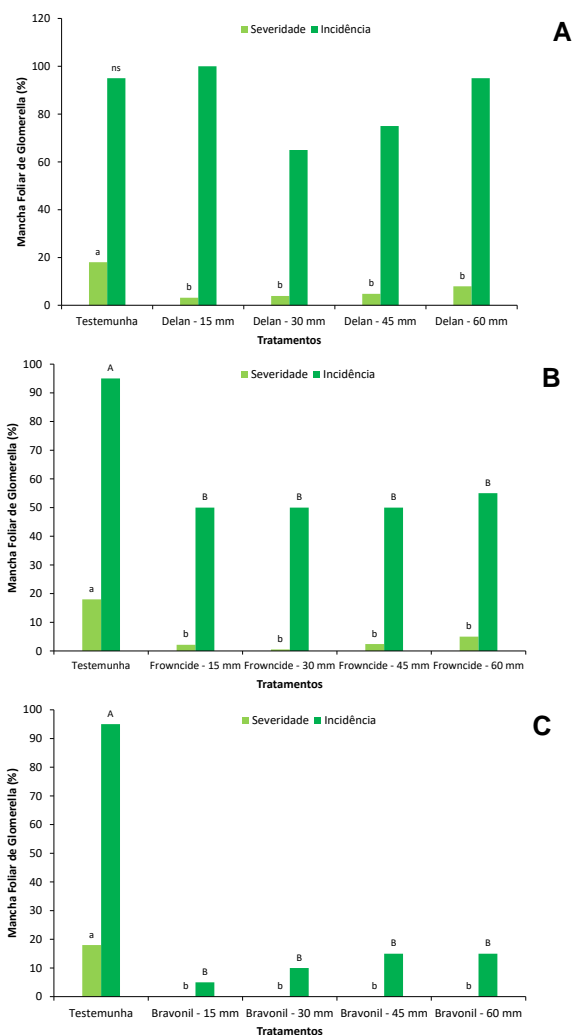 A
Severidade Incidência
Mancha Foliar de Glomerella (%)
120
100
80
60
40
20
0
ns
a
b
b
b
b
Testemunha Delan - 15 mm Delan - 30 mm Delan - 45 mm Delan - 60 mm
Tratamentos
B
Severidade Incidência
Mancha Foliar de Glomerella (%)
100
90
80
70
60
50
40
30
20
10
0
A
a
B
b
B
b
B
b
B
b
Testemunha Frowncide - 15 mm Frowncide - 30 mm Frowncide - 45 mm Frowncide - 60 mm
Tratamentos
C
Severidade Incidência
Mancha Foliar de Glomerella (%)
100
90
80
70
60
50
40
30
20
10
0
A
a
b
B
b
B
b
B
b
B
Testemunha Bravonil - 15 mm Bravonil - 30 mm Bravonil - 45 mm Bravonil - 60 mm
Tratamentos